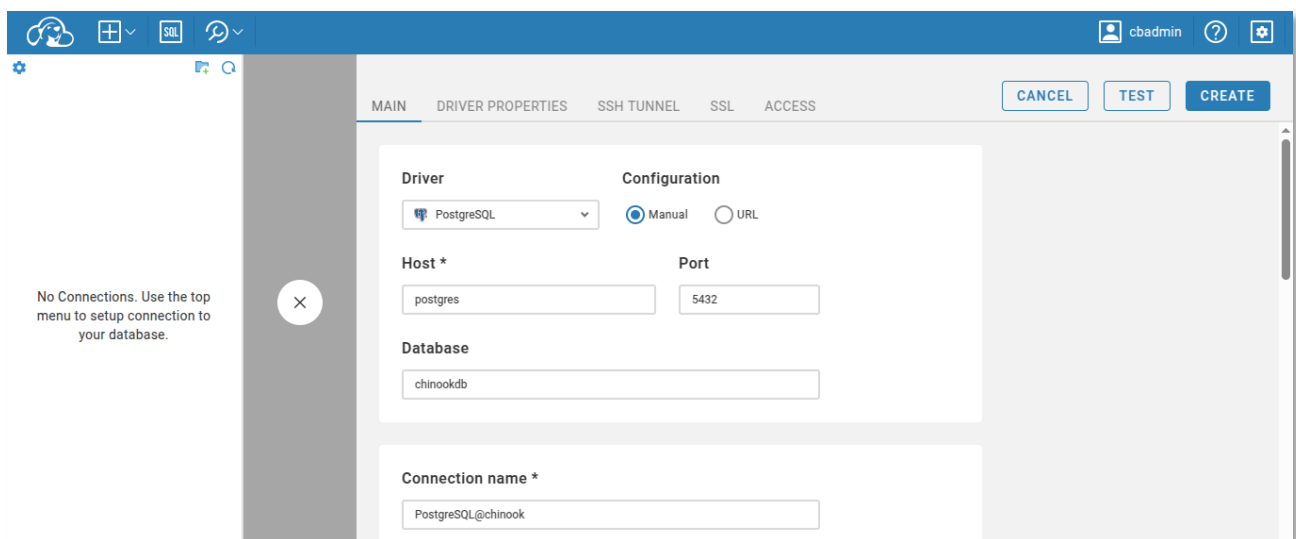 SQL
cbadmin
No Connections. Use the top
menu to setup connection to
your database.
MAIN DRIVER PROPERTIES SSH TUNNEL SSL ACCESS
CANCEL TEST CREATE
Driver Configuration
PostgreSQL Manual URL
Host * Port
postgres 5432
Database
chinookdb
Connection name *
PostgreSQL@chinook